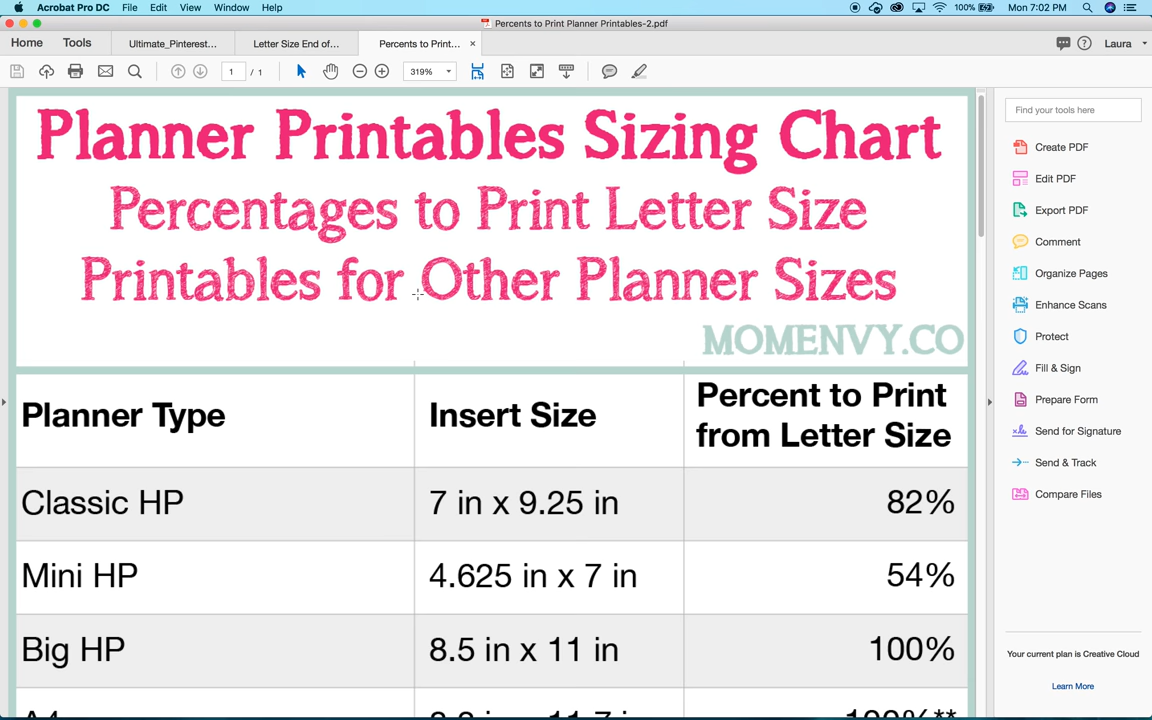 Acrobat Pro DC File Edit View Window Help 100% Mon 7:02 PM
Percents to Print Planner Printables-2.pdf
Home Tools Ultimate_Pinterest... Letter Size End of... Percents to Print... × Laura
1 / 1 319%
Planner Printables Sizing Chart
Percentages to Print Letter Size
Printables for Other Planner Sizes
MOMENVY.CO
Planner Type Insert Size Percent to Print
from Letter Size
Classic HP 7 in x 9.25 in 82%
Mini HP 4.625 in x 7 in 54%
Big HP 8.5 in x 11 in 100%
Find your tools here
Create PDF
Edit PDF
Export PDF
Comment
Organize Pages
Enhance Scans
Protect
Fill & Sign
Prepare Form
Send for Signature
Send & Track
Compare Files
Your current plan is Creative Cloud
Learn More